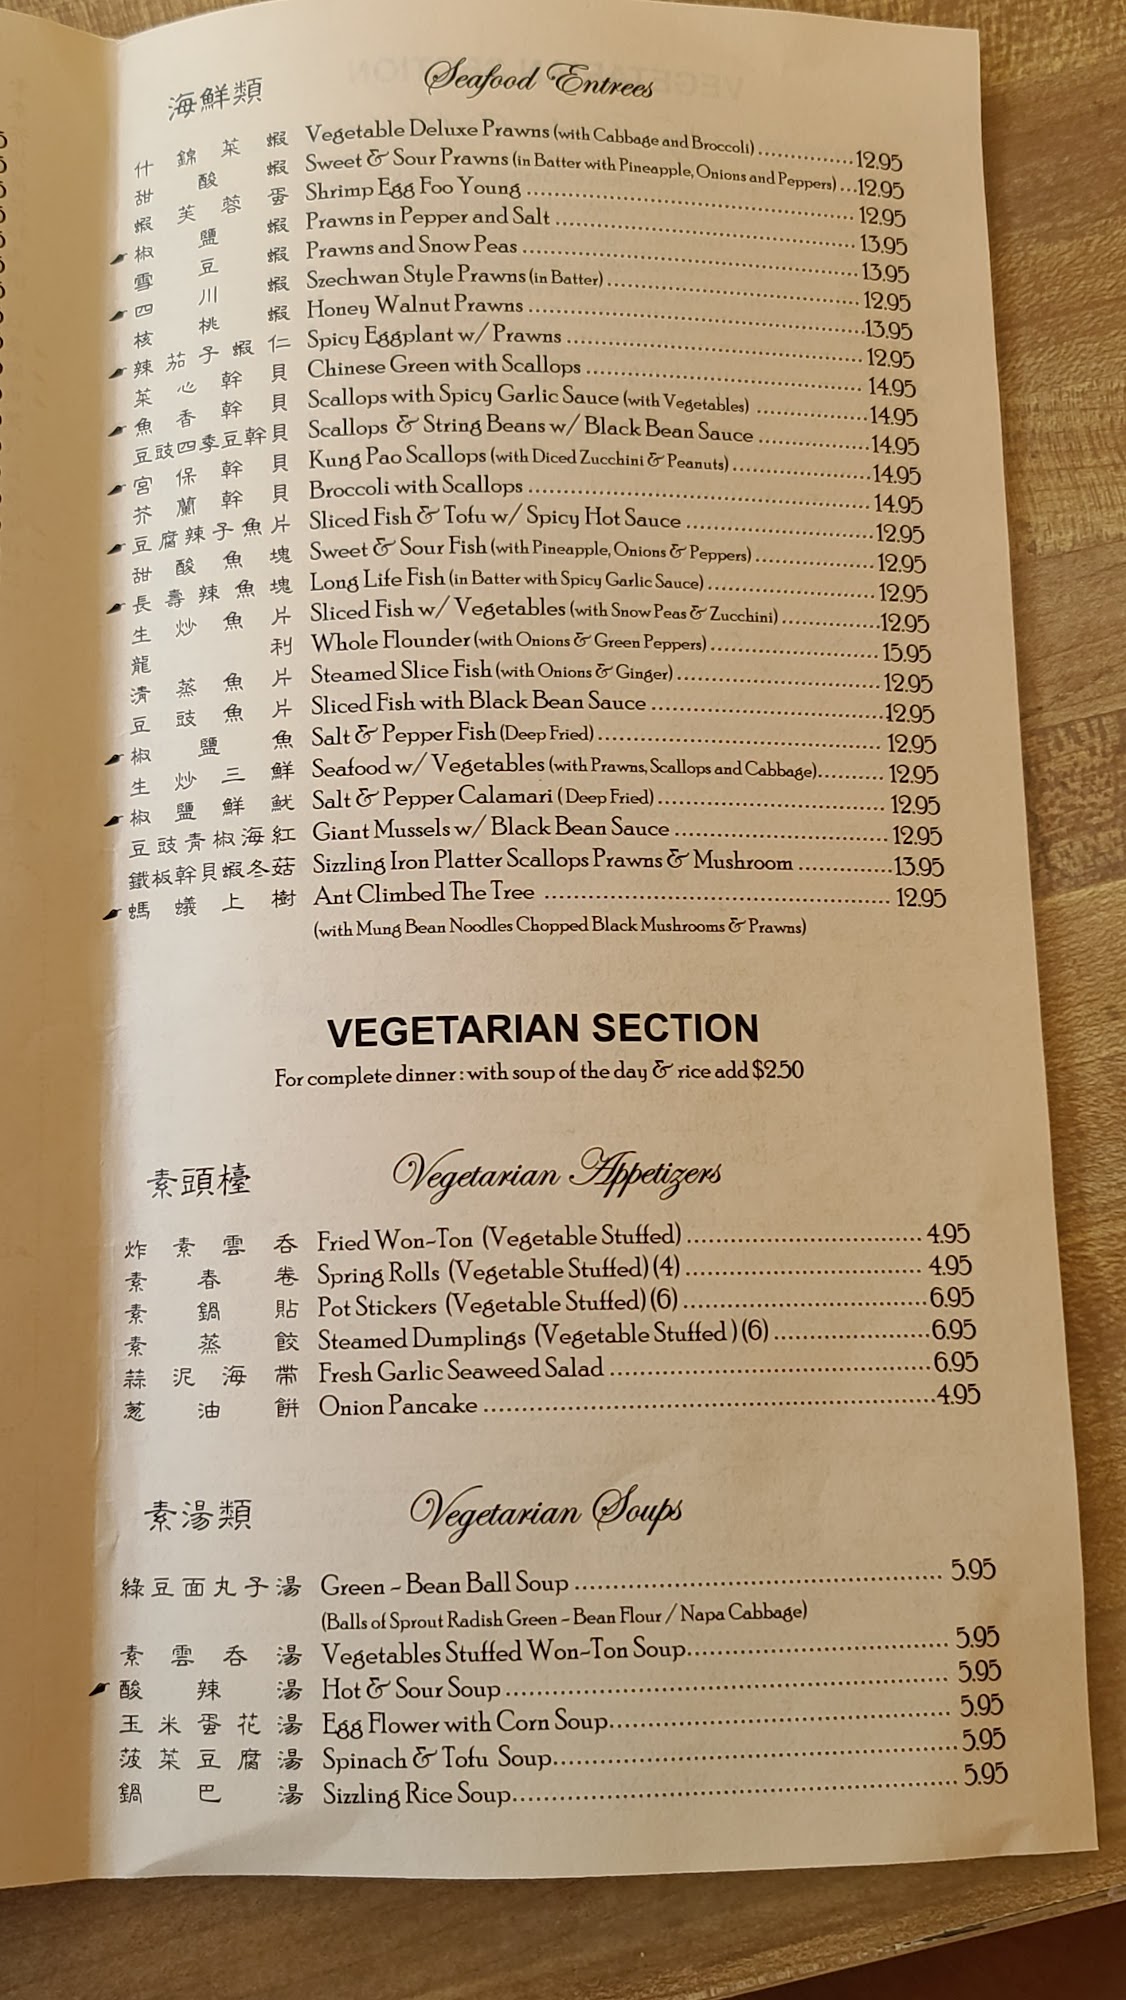 海鮮類 Seafood Entrees
什錦菜蝦 Vegetable Deluxe Prawns (with Cabbage and Broccoli) 12.95
甜酸蝦 Sweet & Sour Prawns (in Batter with Pineapple, Onions and Peppers) 12.95
蝦芙蓉蛋 Shrimp Egg Foo Young 12.95
椒鹽蝦 Prawns in Pepper and Salt 13.95
雪豆蝦 Prawns and Snow Peas 13.95
四川蝦 Szechwan Style Prawns (in Batter) 12.95
核桃蝦 Honey Walnut Prawns 13.95
辣茄子蝦仁 Spicy Eggplant w/ Prawns 12.95
菜心幹貝 Chinese Green with Scallops 14.95
魚香幹貝 Scallops with Spicy Garlic Sauce (with Vegetables) 14.95
豆豉四季豆幹貝 Scallops & String Beans w/ Black Bean Sauce 14.95
宮保幹貝 Kung Pao Scallops (with Diced Zucchini & Peanuts) 14.95
芥蘭幹貝 Broccoli with Scallops 14.95
豆腐辣子魚片 Sliced Fish & Tofu w/ Spicy Hot Sauce 12.95
甜酸魚塊 Sweet & Sour Fish (with Pineapple, Onions & Peppers) 12.95
長壽辣魚塊 Long Life Fish (in Batter with Spicy Garlic Sauce) 12.95
生炒魚片 Sliced Fish w/ Vegetables (with Snow Peas & Zucchini) 12.95
龍利 Whole Flounder (with Onions & Green Peppers) 15.95
清蒸魚片 Steamed Slice Fish (with Onions & Ginger) 12.95
豆豉魚片 Sliced Fish with Black Bean Sauce 12.95
椒鹽魚 Salt & Pepper Fish (Deep Fried) 12.95
生炒三鮮 Seafood w/ Vegetables (with Prawns, Scallops and Cabbage) 12.95
椒鹽鮮魷 Salt & Pepper Calamari (Deep Fried) 12.95
豆豉青椒海紅 Giant Mussels w/ Black Bean Sauce 12.95
鐵板幹貝蝦冬菇 Sizzling Iron Platter Scallops Prawns & Mushroom 13.95
螞蟻上樹 Ant Climbed The Tree 12.95
(with Mung Bean Noodles Chopped Black Mushrooms & Prawns)
VEGETARIAN SECTION
For complete dinner : with soup of the day & rice add $2.50
素頭檯 Vegetarian Appetizers
炸素雲吞 Fried Won-Ton (Vegetable Stuffed) 4.95
素春卷 Spring Rolls (Vegetable Stuffed) (4) 4.95
素鍋貼 Pot Stickers (Vegetable Stuffed) (6) 6.95
素蒸餃 Steamed Dumplings (Vegetable Stuffed) (6) 6.95
蒜泥海帶 Fresh Garlic Seaweed Salad 6.95
蔥油餅 Onion Pancake 4.95
素湯類 Vegetarian Soups
綠豆面丸子湯 Green-Bean Ball Soup 5.95
(Balls of Sprout Radish Green-Bean Flour / Napa Cabbage)
素雲吞湯 Vegetables Stuffed Won-Ton Soup 5.95
酸辣湯 Hot & Sour Soup 5.95
玉米蛋花湯 Egg Flower with Corn Soup 5.95
菠菜豆腐湯 Spinach & Tofu Soup 5.95
鍋巴湯 Sizzling Rice Soup 5.95